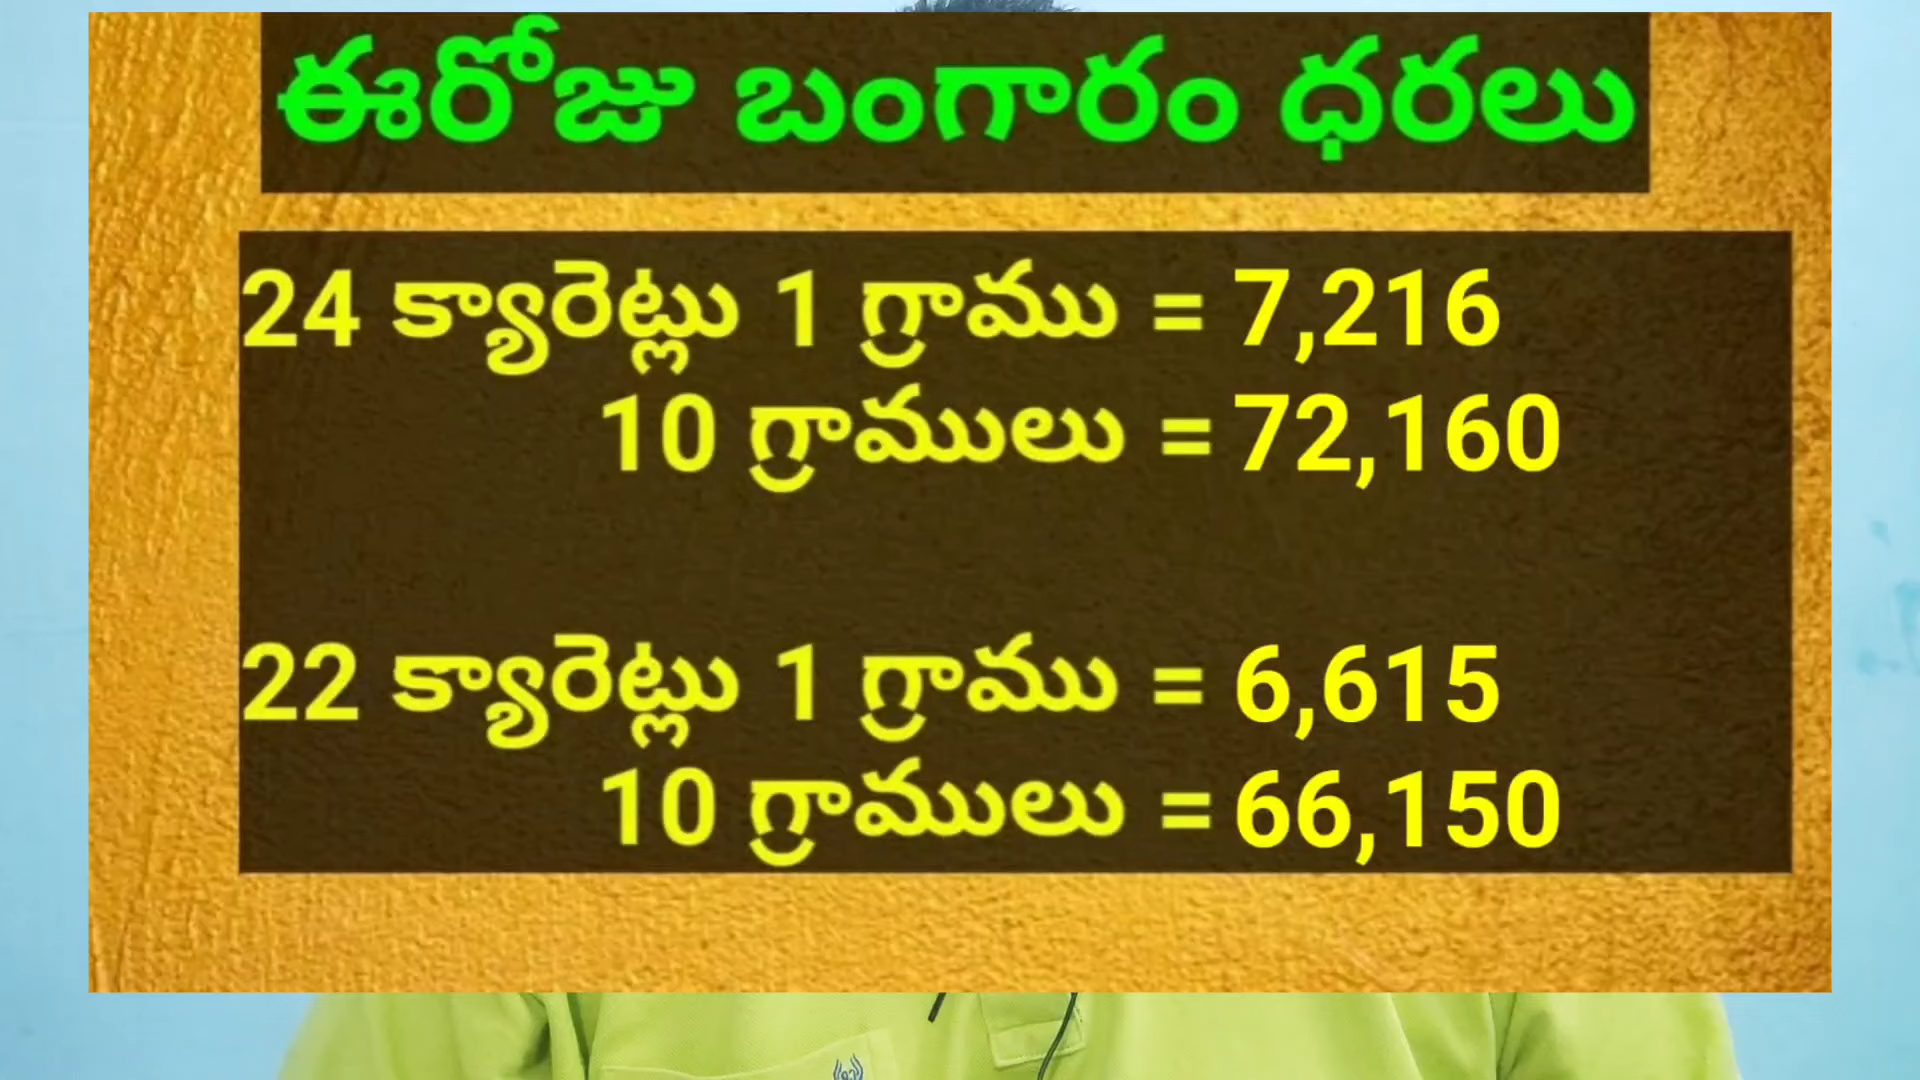 ఈరోజు బంగారం ధరలు
24 క్యారెట్లు 1 గ్రాము = 7,216
10 గ్రాములు = 72,160
22 క్యారెట్లు 1 గ్రాము = 6,615
10 గ్రాములు = 66,150